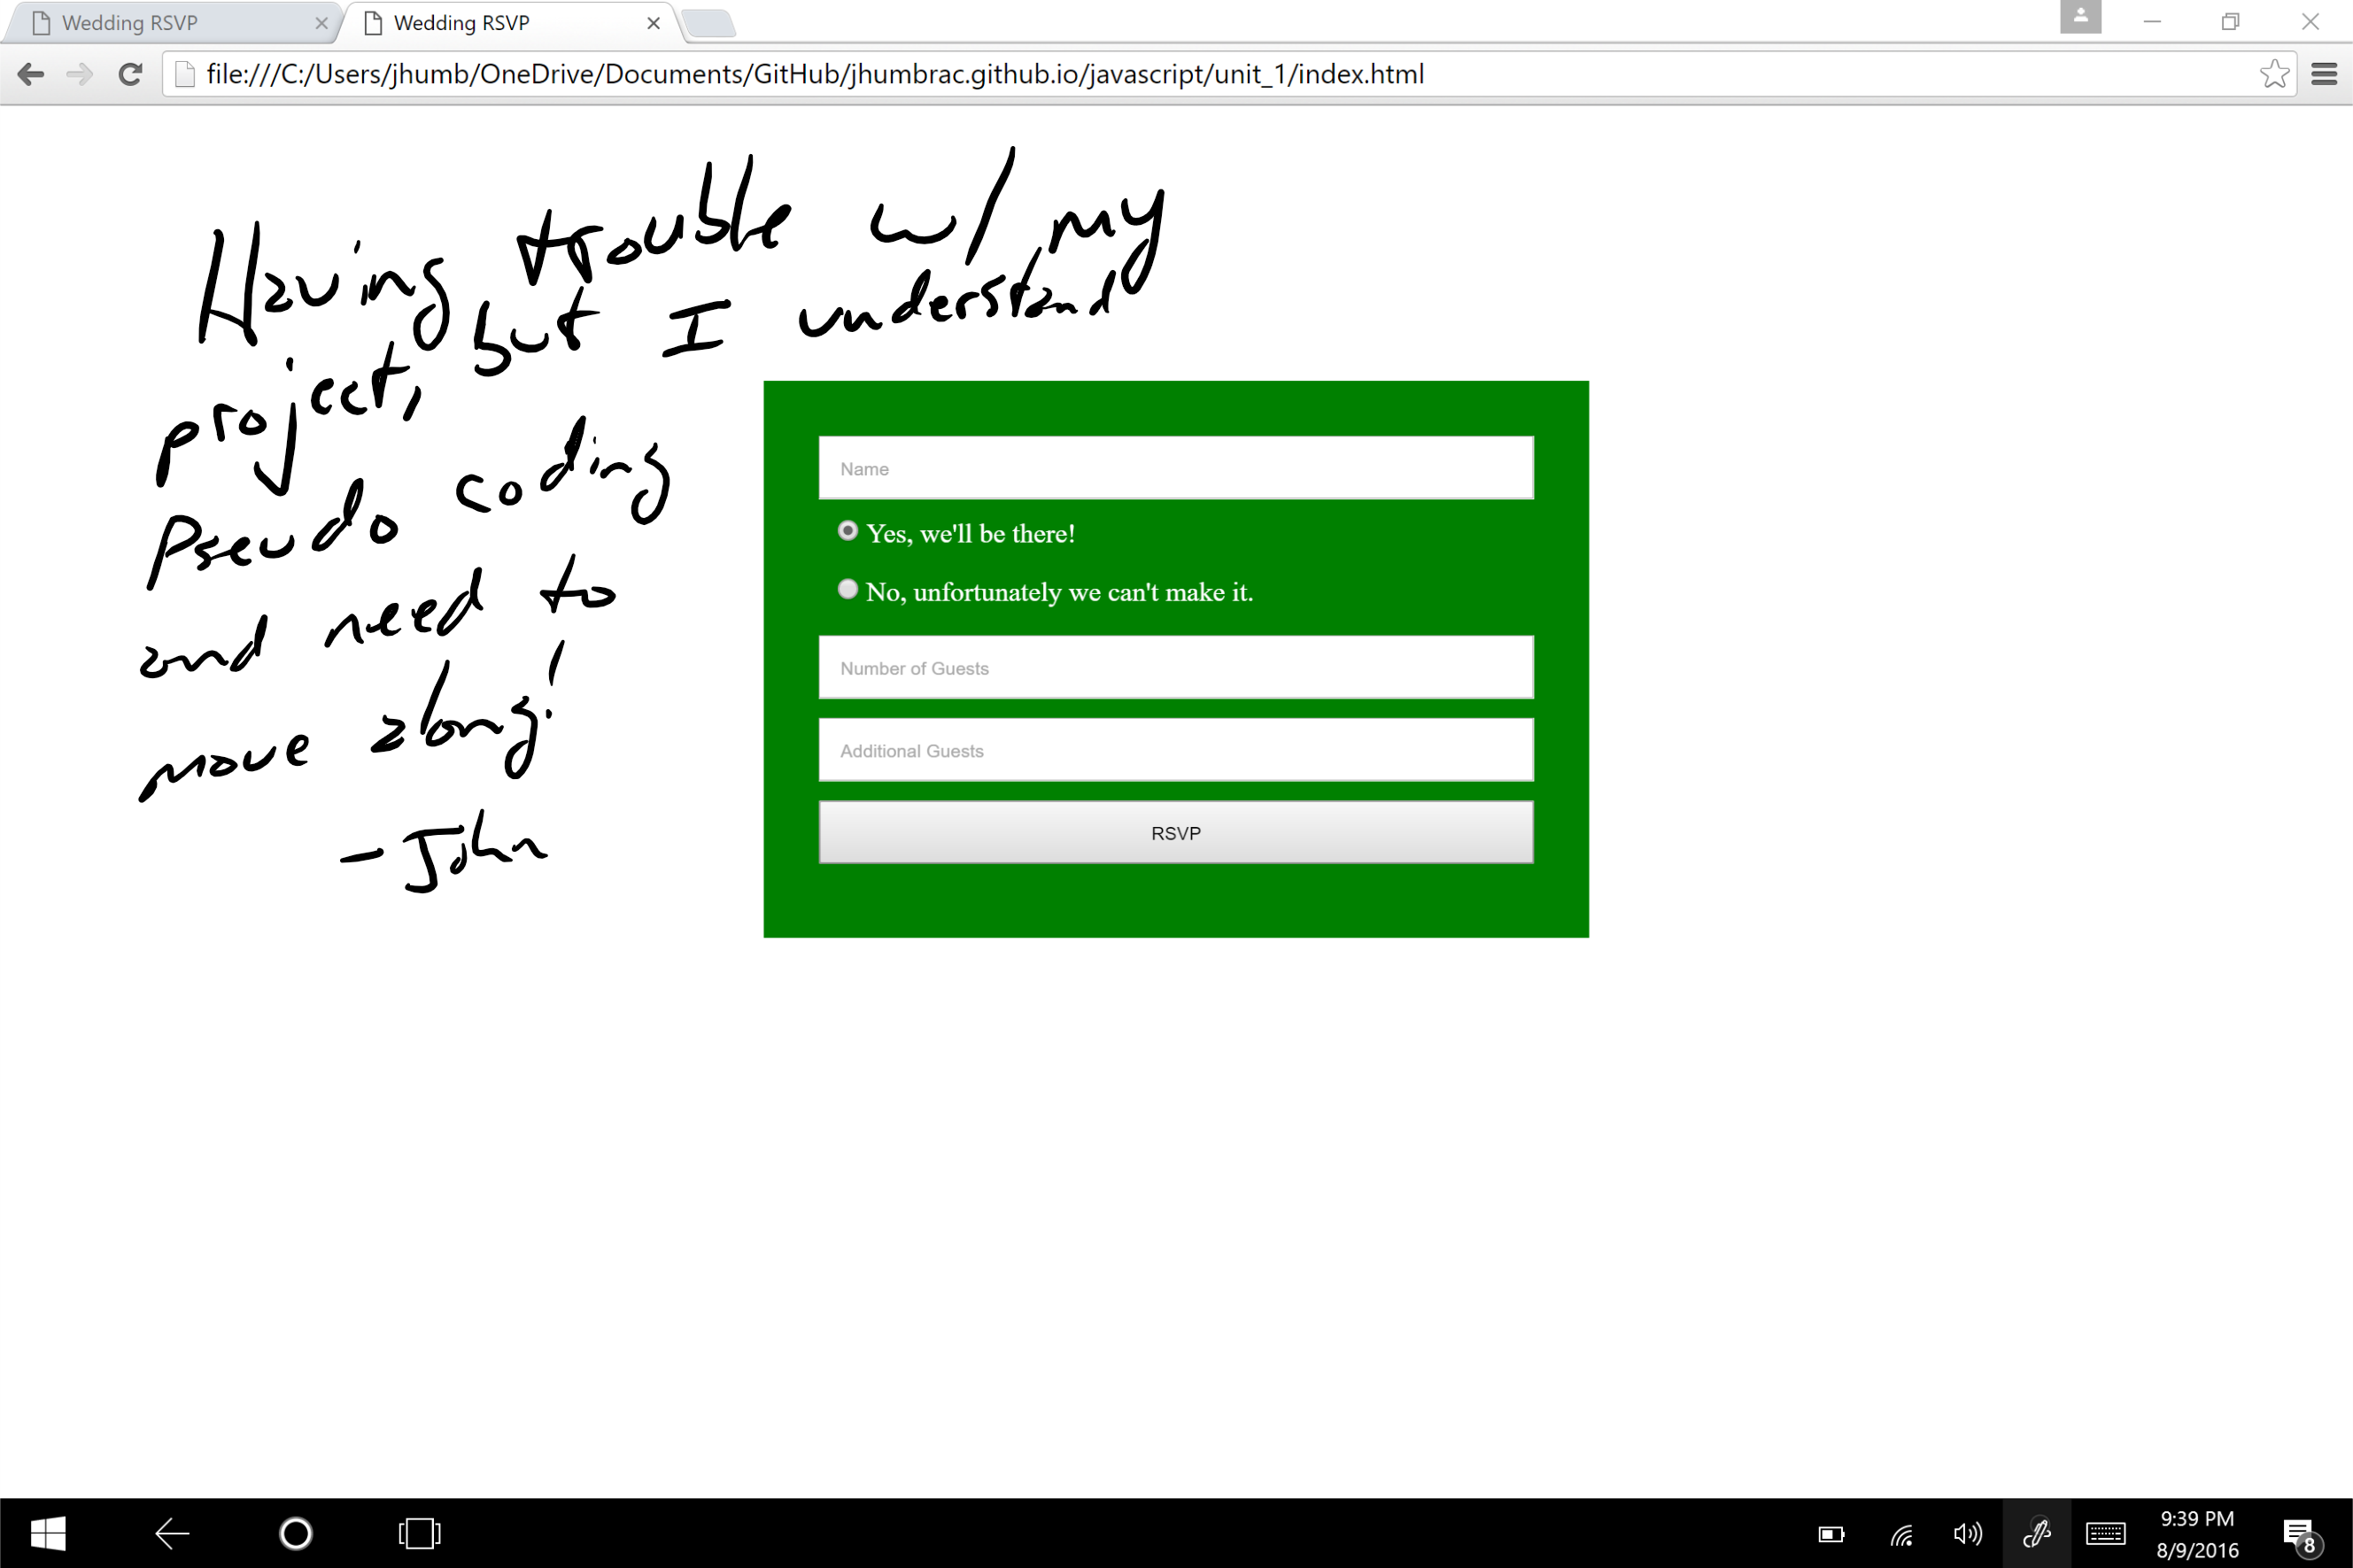 Wedding RSVP
Wedding RSVP
file:///C:/Users/jhumb/OneDrive/Documents/GitHub/jhumbrac.github.io/javascript/unit_1/index.html
Having trouble w/ my
project, but I understand
Pseudo coding
and need to
move along!
- John
Name
Yes, we'll be there!
No, unfortunately we can't make it.
Number of Guests
Additional Guests
RSVP
9:39 PM
8/9/2016
8